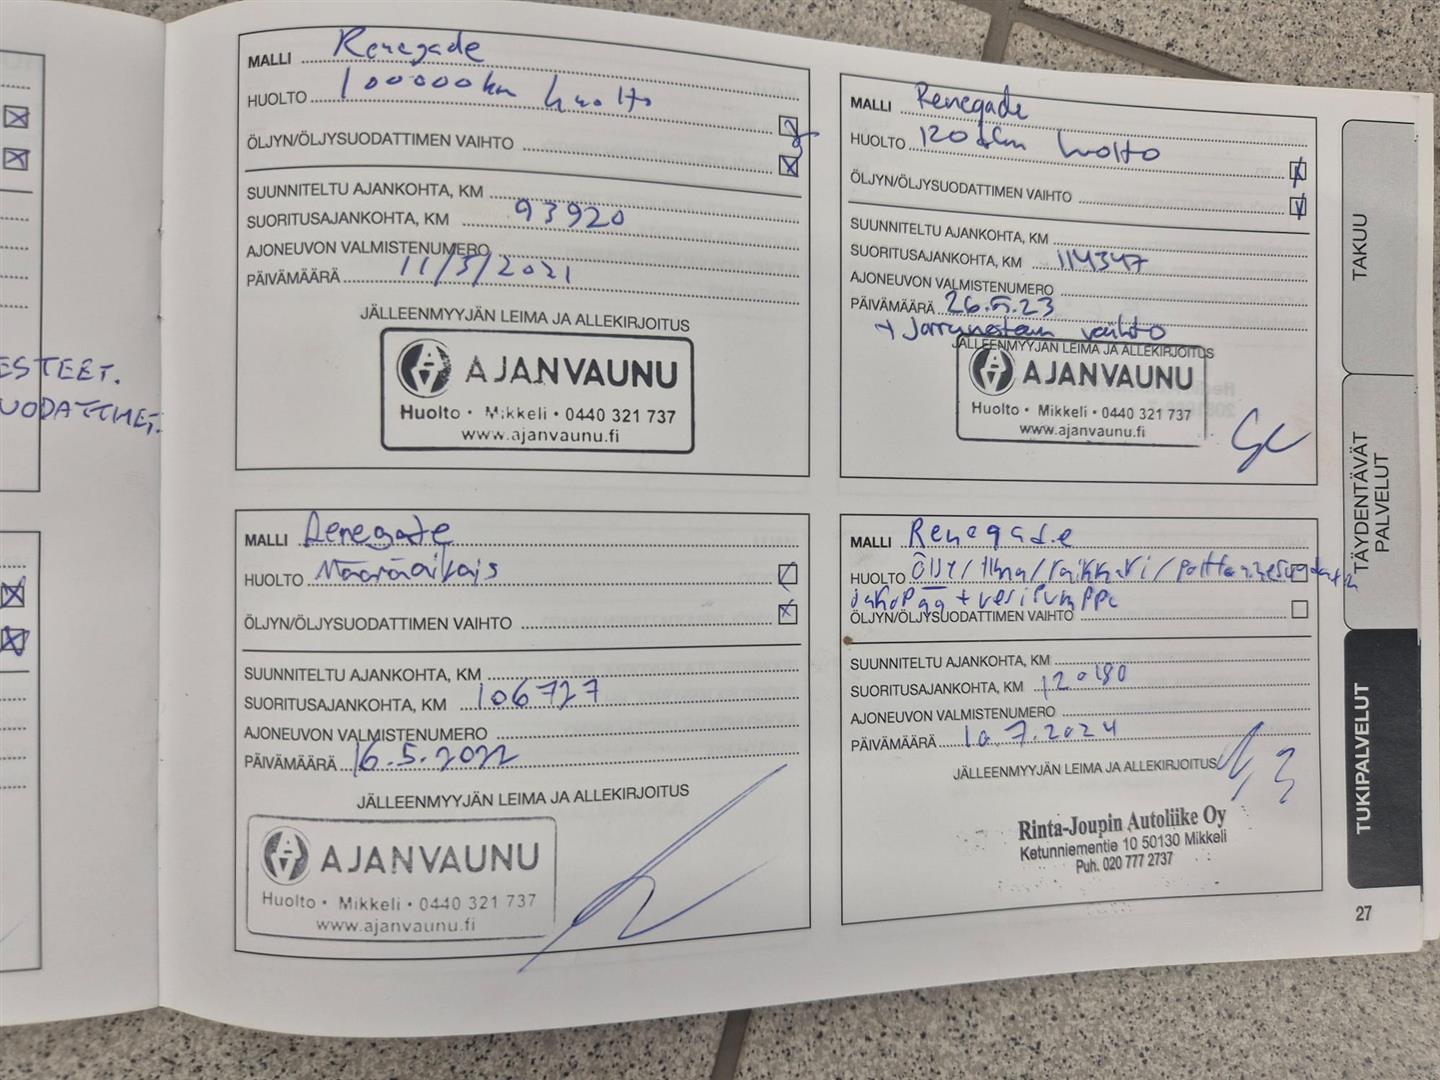 ESTEET.
UODATTIMET.
MALLI Renegade
HUOLTO 100000km huolto
ÖLJYN/ÖLJYSUODATTIMEN VAIHTO
SUUNNITELTU AJANKOHTA, KM
SUORITUSAJANKOHTA, KM 93920
AJONEUVON VALMISTENUMERO
PÄIVÄMÄÄRÄ 11/5/2021
JÄLLEENMYYJÄN LEIMA JA ALLEKIRJOITUS
AJANVAUNU
Huolto • Mikkeli • 0440 321 737
www.ajanvaunu.fi
MALLI Renegade
HUOLTO Määräaikais
ÖLJYN/ÖLJYSUODATTIMEN VAIHTO
SUUNNITELTU AJANKOHTA, KM
SUORITUSAJANKOHTA, KM 106727
AJONEUVON VALMISTENUMERO
PÄIVÄMÄÄRÄ 16.5.2022
JÄLLEENMYYJÄN LEIMA JA ALLEKIRJOITUS
AJANVAUNU
Huolto • Mikkeli • 0440 321 737
www.ajanvaunu.fi
MALLI Renegade
HUOLTO 120tkm huolto
ÖLJYN/ÖLJYSUODATTIMEN VAIHTO
SUUNNITELTU AJANKOHTA, KM
SUORITUSAJANKOHTA, KM 114347
AJONEUVON VALMISTENUMERO
PÄIVÄMÄÄRÄ 26.5.23
+ Jarrunesteen vaihto
JÄLLEENMYYJÄN LEIMA JA ALLEKIRJOITUS
AJANVAUNU
Huolto • Mikkeli • 0440 321 737
www.ajanvaunu.fi
MALLI Renegade
HUOLTO Öljy/ilma/raikkari/
jakopää + vesipumppu
ÖLJYN/ÖLJYSUODATTIMEN VAIHTO
SUUNNITELTU AJANKOHTA, KM
SUORITUSAJANKOHTA, KM 120180
AJONEUVON VALMISTENUMERO
PÄIVÄMÄÄRÄ 10.7.2024
JÄLLEENMYYJÄN LEIMA JA ALLEKIRJOITUS
Rinta-Joupin Autoliike Oy
Ketunniementie 10 50130 Mikkeli
Puh. 020 777 2737
TAKUU
TÄYDENTÄVÄT
PALVELUT
TUKIPALVELUT
27